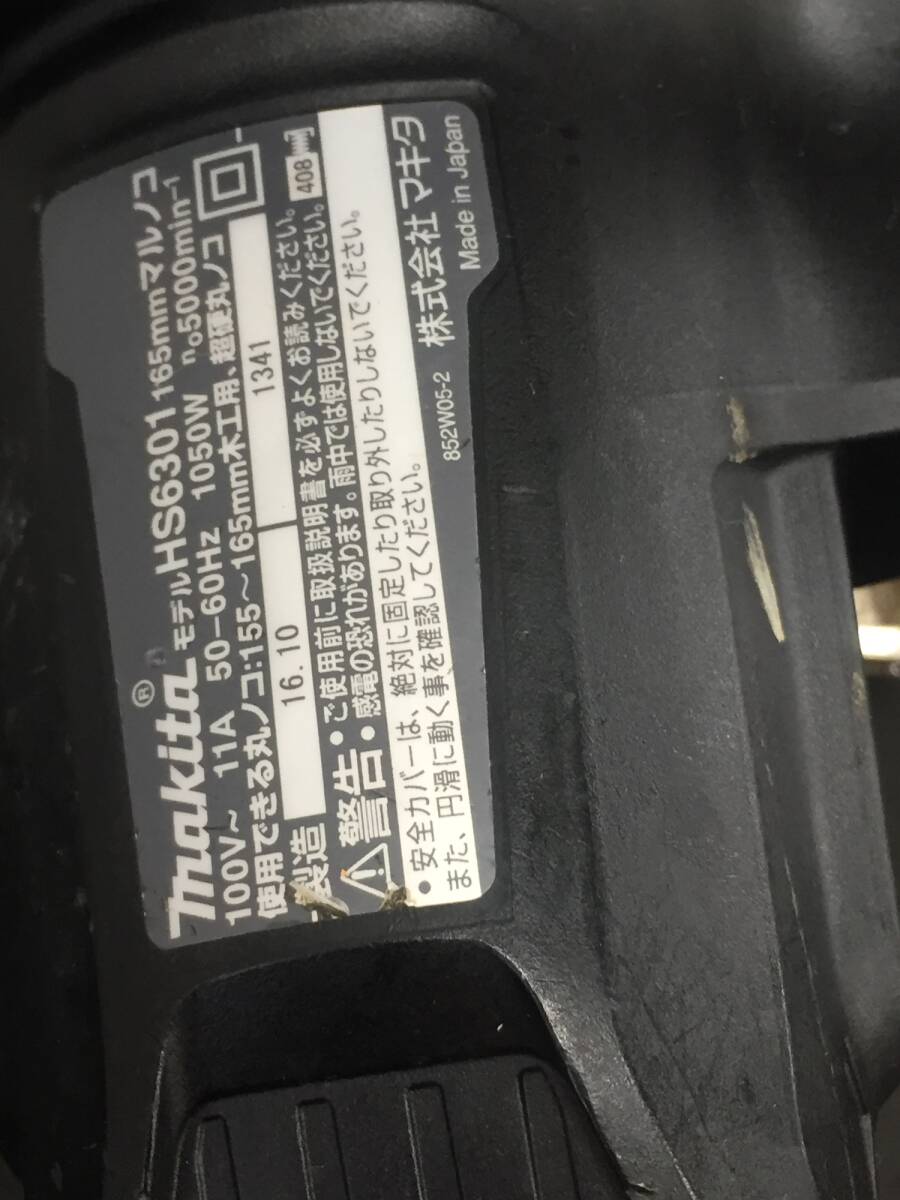 makita® モデル HS6301 165mmマルノコ
100V~ 11A 50-60Hz 1050W n₀5000min⁻¹
使用できる丸ノコ:155~165mm木工用、超硬丸ノコ
製造 16.10 1341
警告
• ご使用前に取扱説明書を必ずよくお読みください。 408
• 感電の恐れがあります。雨中では使用しないでください。
• 安全カバーは、絶対に固定したり取り外したりしないでください。
また、円滑に動く事を確認してください。
852W05-2 株式会社 マキタ
Made in Japan